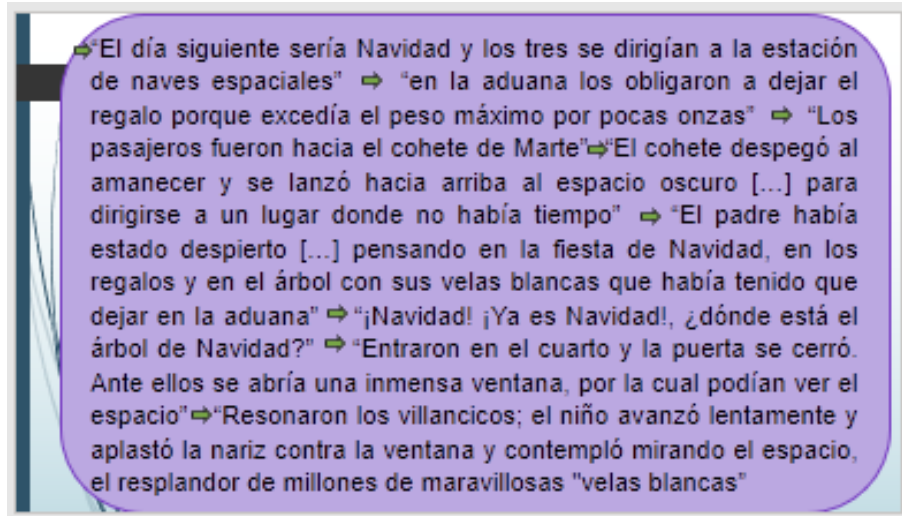 ⇨“El día siguiente sería Navidad y los tres se dirigían a la estación
de naves espaciales” ⇨ “en la aduana los obligaron a dejar el
regalo porque excedía el peso máximo por pocas onzas” ⇨ “Los
pasajeros fueron hacia el cohete de Marte”⇨“El cohete despegó al
amanecer y se lanzó hacia arriba al espacio oscuro [...] para
dirigirse a un lugar donde no había tiempo” ⇨ “El padre había
estado despierto [...] pensando en la fiesta de Navidad, en los
regalos y en el árbol con sus velas blancas que había tenido que
dejar en la aduana” ⇨ “¡Navidad! ¡Ya es Navidad!, ¿dónde está el
árbol de Navidad?” ⇨ “Entraron en el cuarto y la puerta se cerró.
Ante ellos se abría una inmensa ventana, por la cual podían ver el
espacio”⇨“Resonaron los villancicos; el niño avanzó lentamente y
aplastó la nariz contra la ventana y contempló mirando el espacio,
el resplandor de millones de maravillosas "velas blancas”